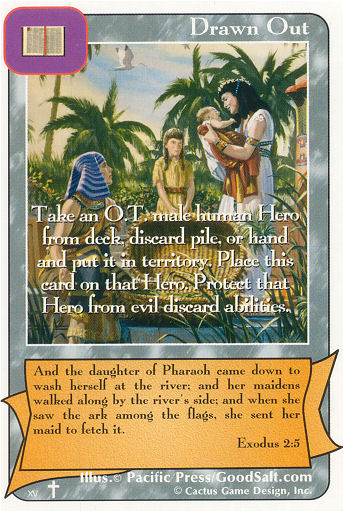 Drawn Out
Take an O.T. male human Hero
from deck, discard pile, or hand
and put it in territory. Place this
card on that Hero. Protect that
Hero from evil discard abilities.
And the daughter of Pharaoh came down to
wash herself at the river; and her maidens
walked along by the river's side; and when she
saw the ark among the flags, she sent her
maid to fetch it.
Exodus 2:5
XV
Illus.© Pacific Press/GoodSalt.com
© Cactus Game Design, Inc.